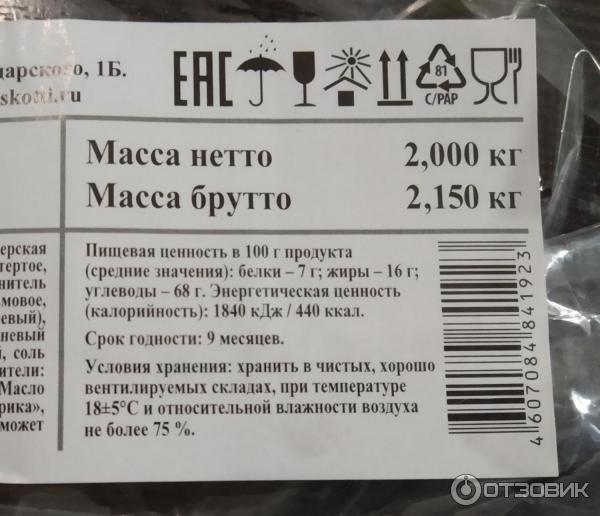 дарского, 1Б.
skotti.ru
EAC
81
C/PAP
Масса нетто 2,000 кг
Масса брутто 2,150 кг
ерская
тертое,
нитель
мовое,
евый),
невый
й, соль
ители:
Масло
рика»,
может
Пищевая ценность в 100 г продукта
(средние значения): белки – 7 г; жиры – 16 г;
углеводы – 68 г. Энергетическая ценность
(калорийность): 1840 кДж / 440 ккал.
Срок годности: 9 месяцев.
Условия хранения: хранить в чистых, хорошо
вентилируемых складах, при температуре
18±5°С и относительной влажности воздуха
не более 75 %.
4 607084 841923
ОТЗОВИК